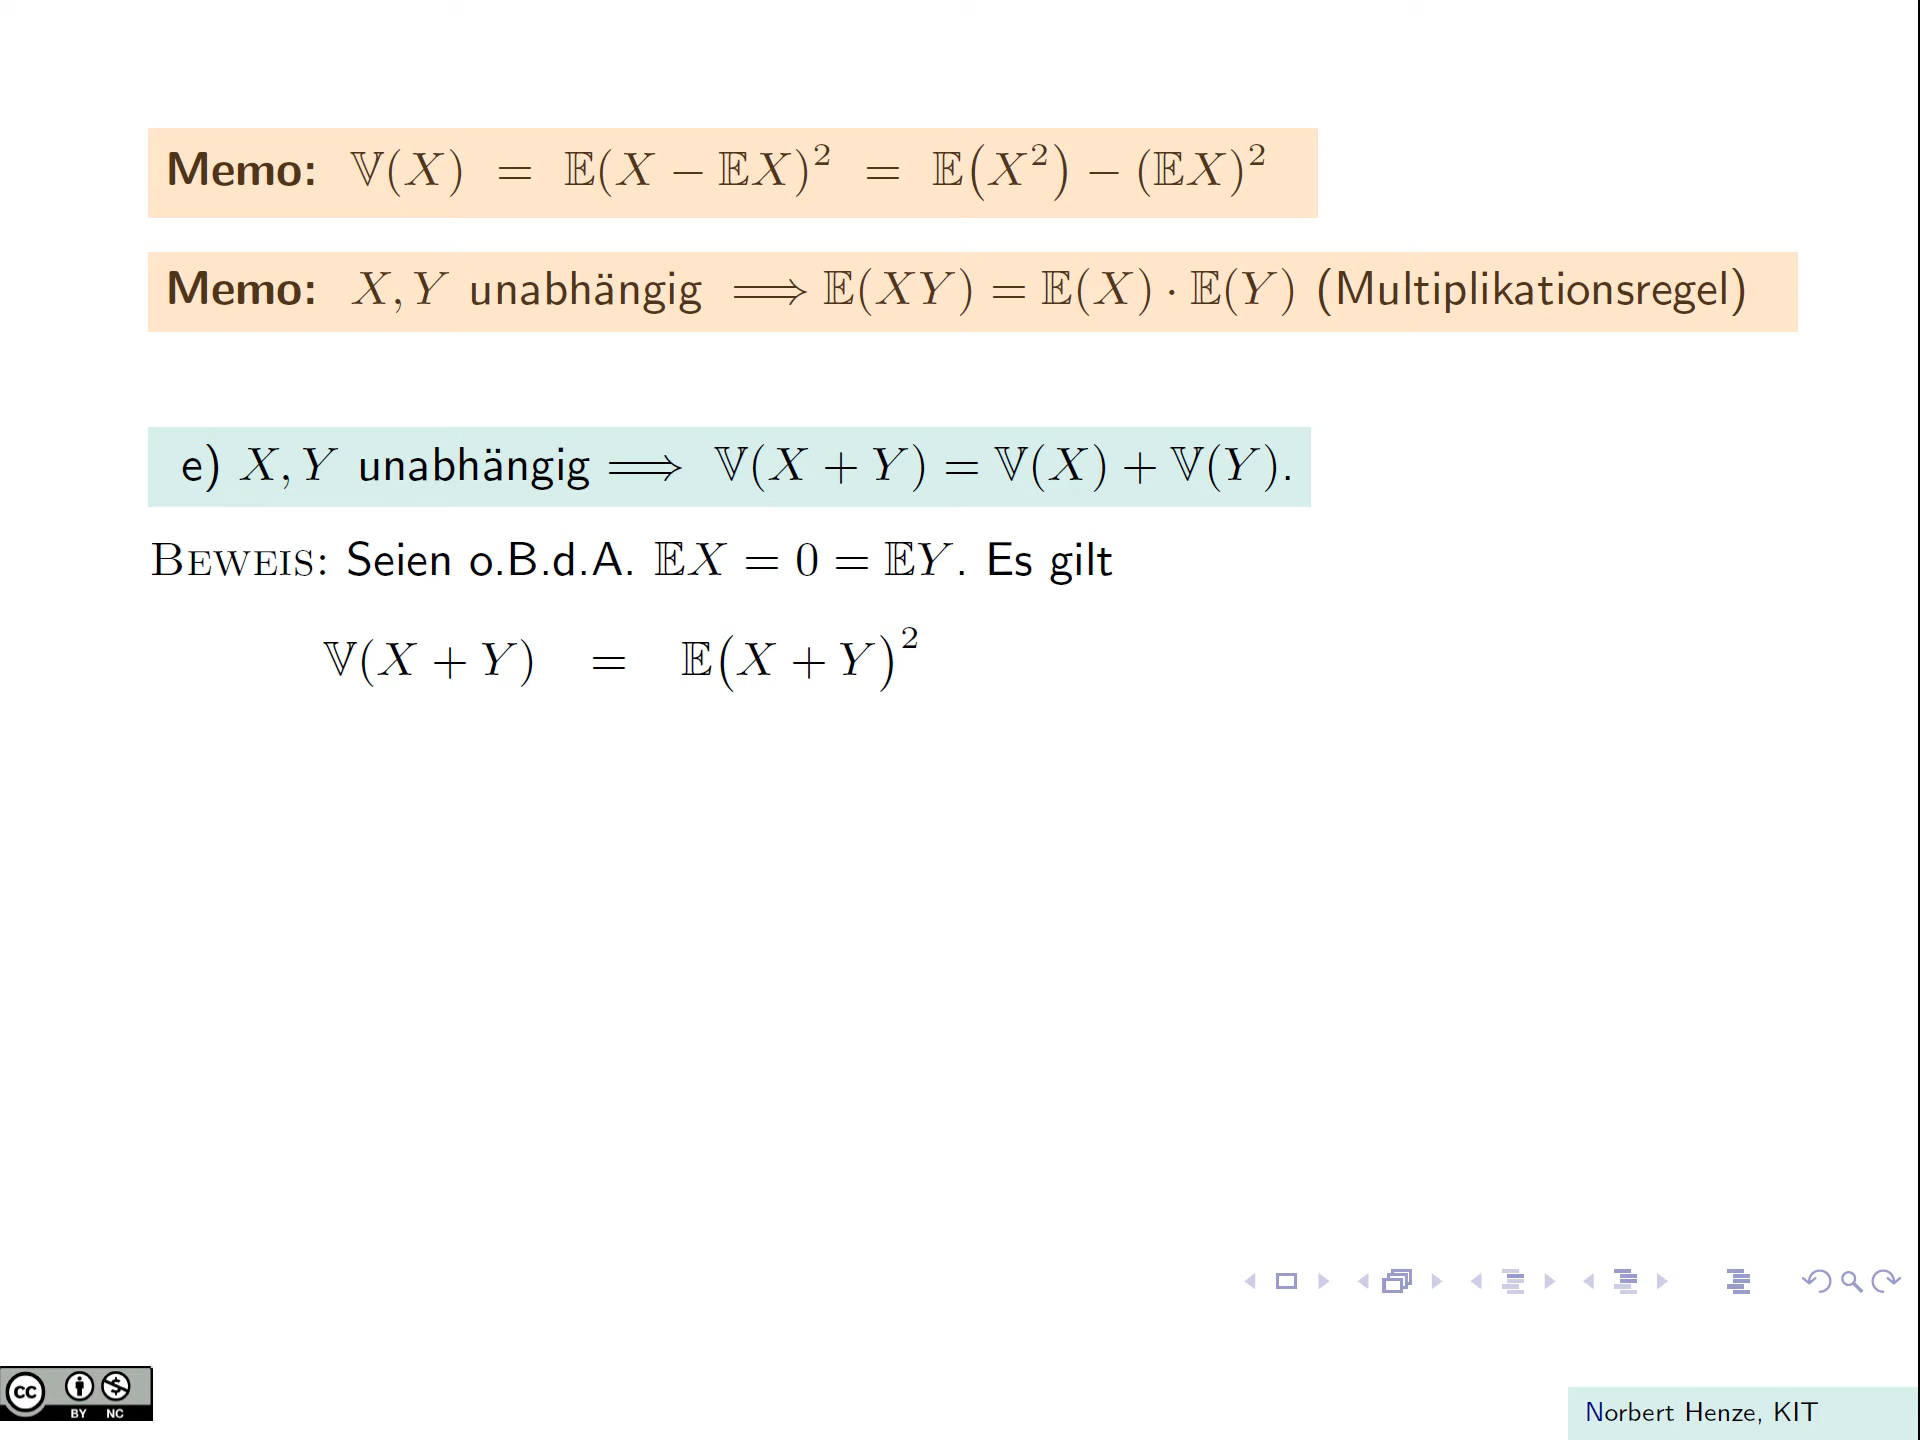 Memo: 𝕍(X) = 𝔼(X − 𝔼X)² = 𝔼(X²) − (𝔼X)²
Memo: X, Y unabhängig ⟹ 𝔼(XY) = 𝔼(X) · 𝔼(Y) (Multiplikationsregel)
e) X, Y unabhängig ⟹ 𝕍(X + Y) = 𝕍(X) + 𝕍(Y).
Beweis: Seien o.B.d.A. 𝔼X = 0 = 𝔼Y. Es gilt
𝕍(X + Y) = 𝔼(X + Y)²
cc BY NC
Norbert Henze, KIT